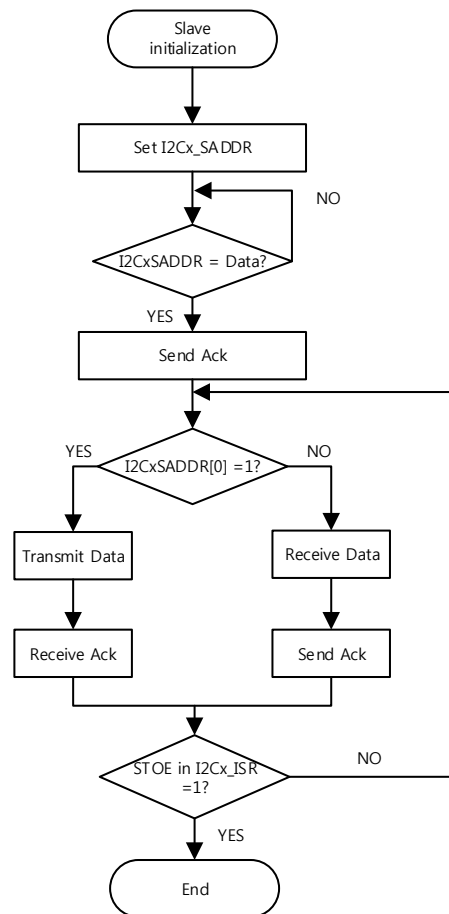 Slave
initialization
Set I2Cx_SADDR
NO
I2CxSADDR = Data?
YES
Send Ack
YES
I2CxSADDR[0] =1?
NO
Transmit Data
Receive Data
Receive Ack
Send Ack
STOE in I2Cx_ISR
=1?
NO
YES
End